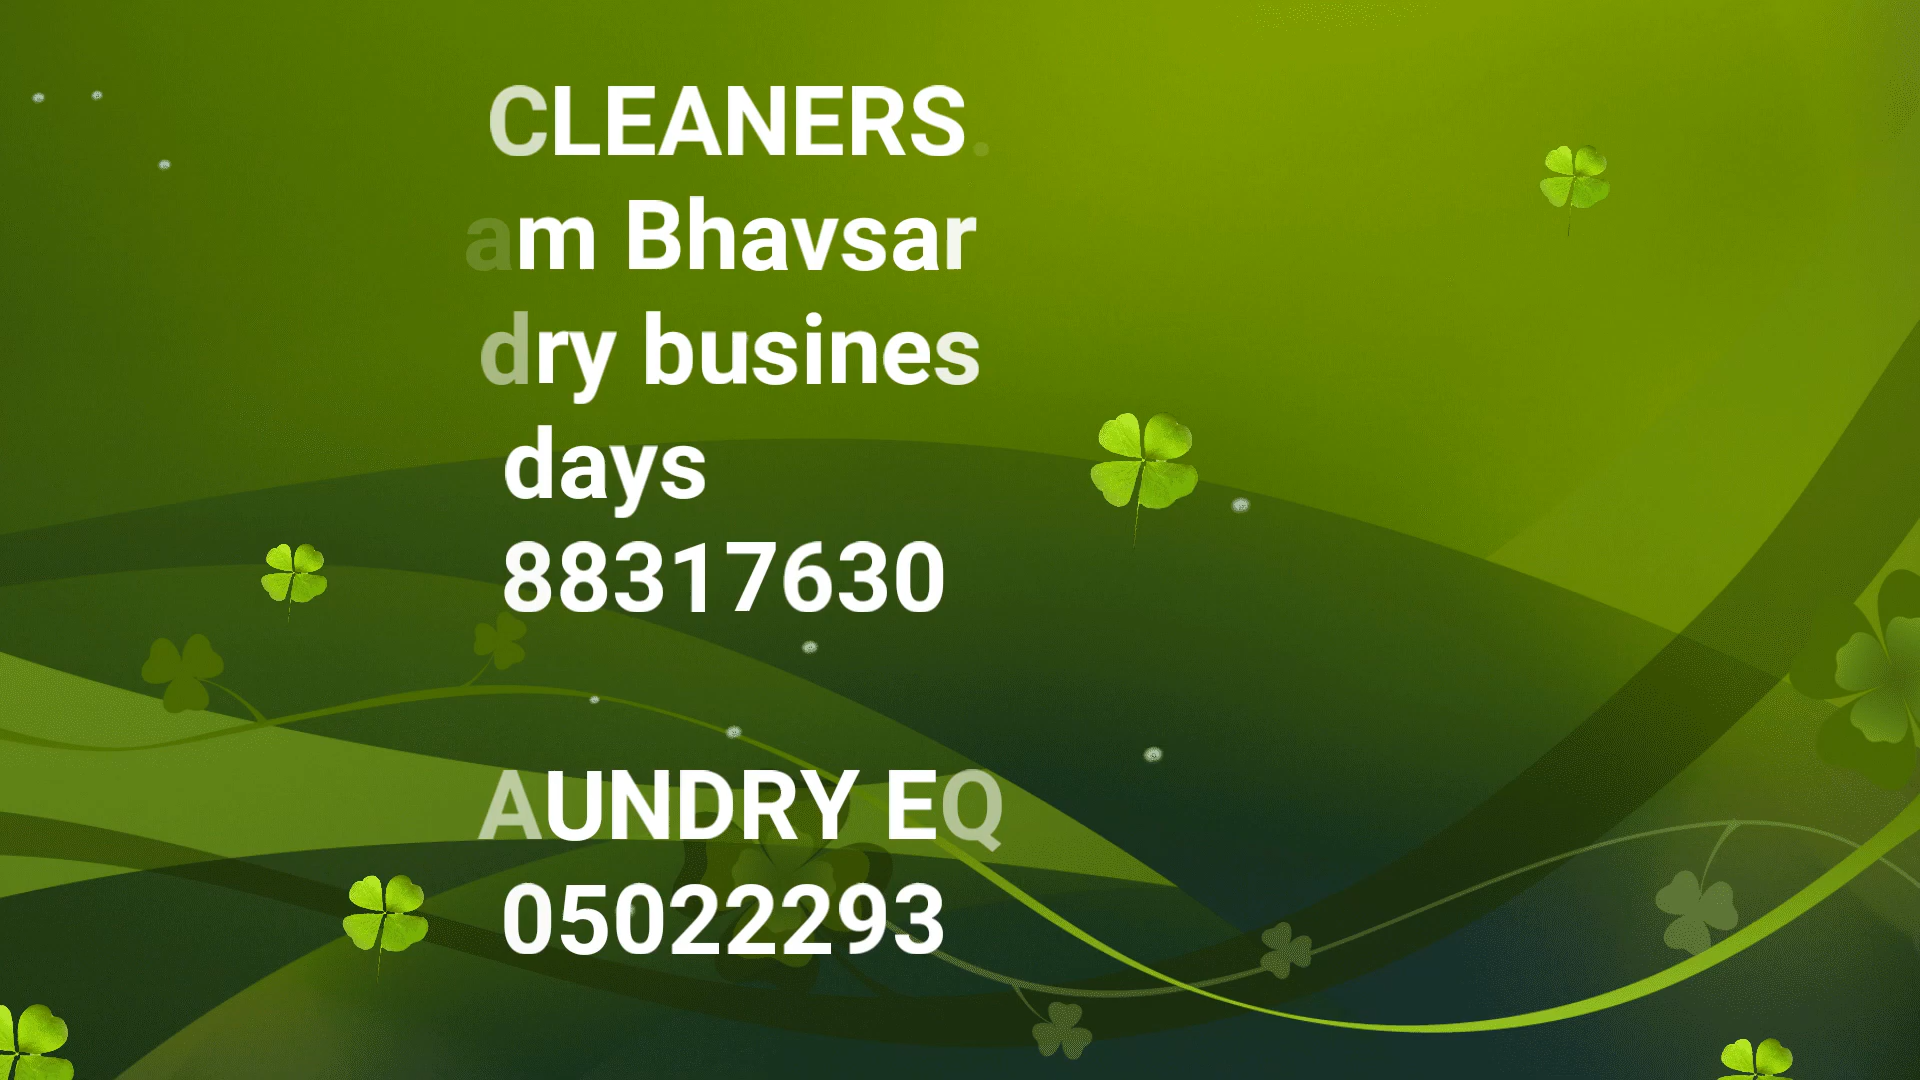 CLEANERS.
am Bhavsar
dry busines
days
88317630
AUNDRY EQ
05022293